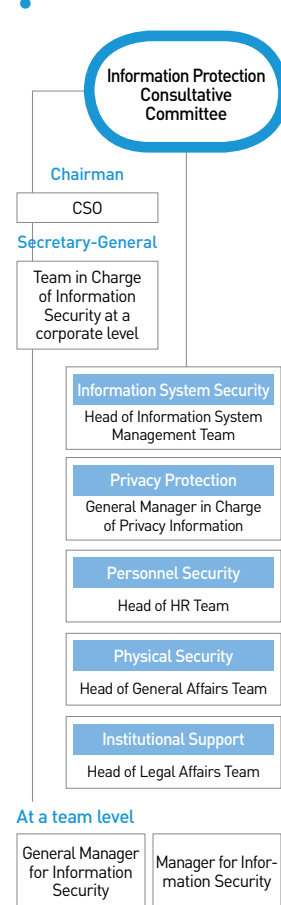 Information Protection
Consultative
Committee
Chairman
CSO
Secretary-General
Team in Charge
of Information
Security at a
corporate level
Information System Security
Head of Information System
Management Team
Privacy Protection
General Manager in Charge
of Privacy Information
Personnel Security
Head of HR Team
Physical Security
Head of General Affairs Team
Institutional Support
Head of Legal Affairs Team
At a team level
General Manager
for Information
Security
Manager for Infor-
mation Security